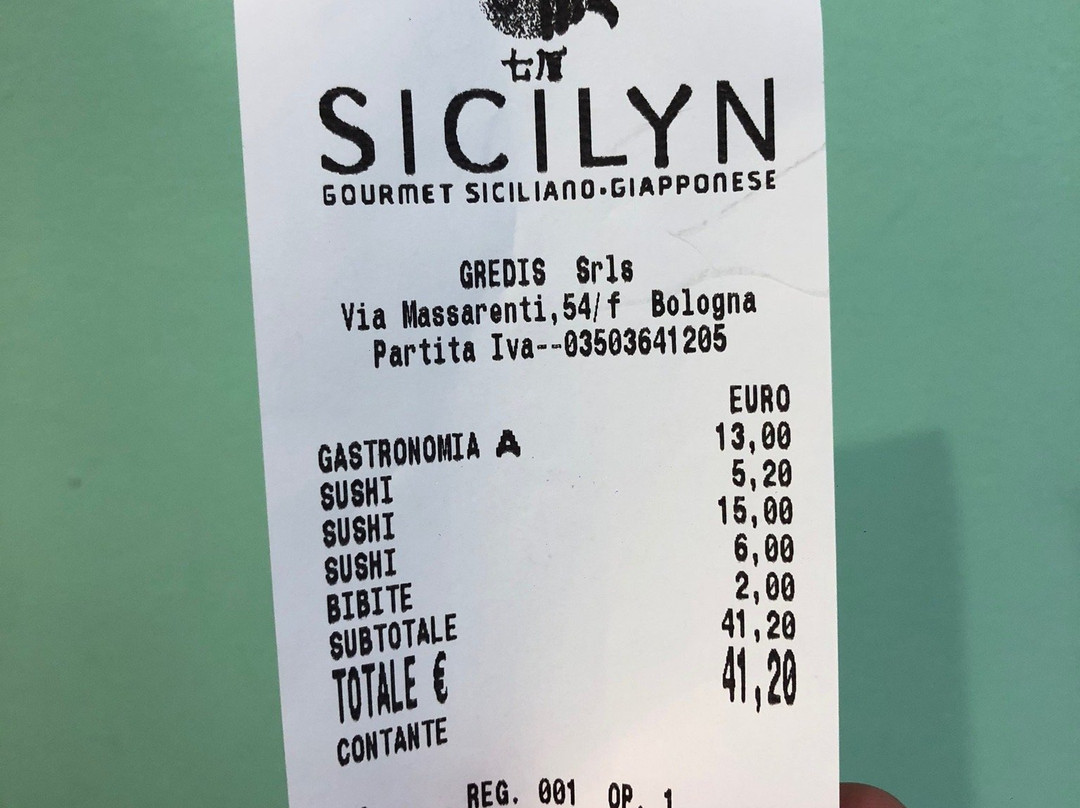 SICILYN
GOURMET SICILIANO·GIAPPONESE
GREDIS Srls
Via Massarenti,54/f Bologna
Partita Iva--03503641205
EURO
GASTRONOMIA A 13,00
SUSHI 5,20
SUSHI 15,00
SUSHI 6,00
BIBITE 2,00
SUBTOTALE 41,20
TOTALE € 41,20
CONTANTE
REG. 001 OP. 1